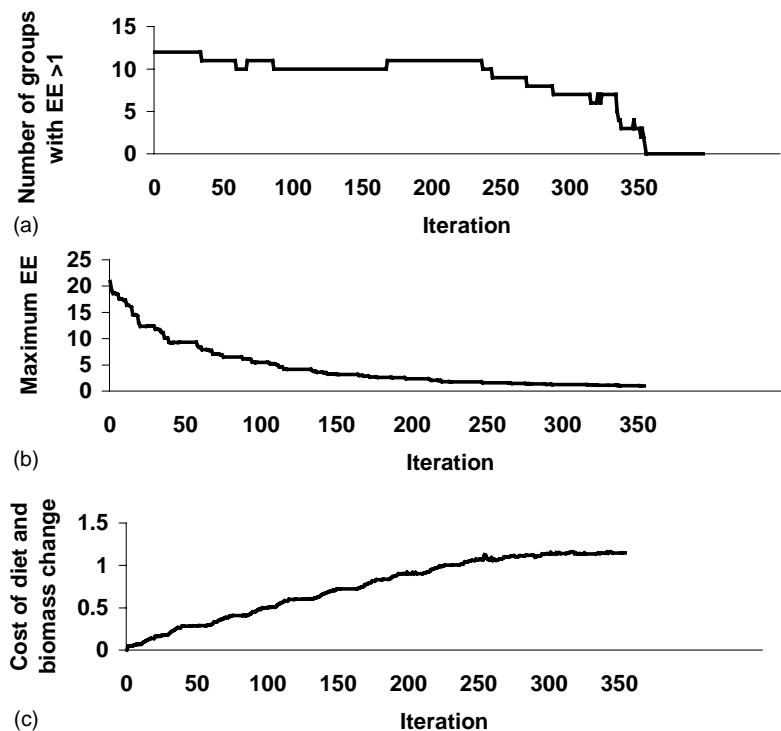 Number of groups
with EE >1
15
10
5
0
0 50 100 150 200 250 300 350
Iteration
(a)
Maximum EE
25
20
15
10
5
0
0 50 100 150 200 250 300 350
Iteration
(b)
Cost of diet and
biomass change
1.5
1
0.5
0
0 50 100 150 200 250 300 350
Iteration
(c)